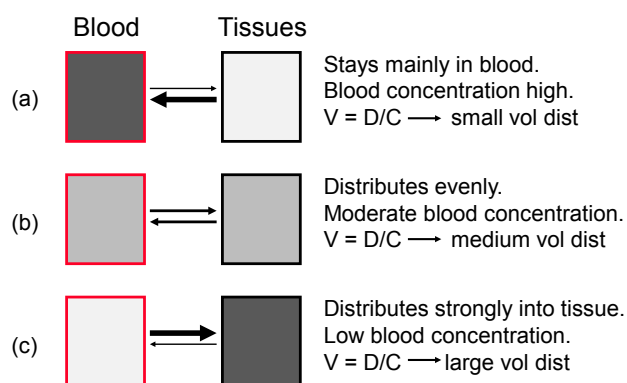 Blood Tissues
(a)
Stays mainly in blood.
Blood concentration high.
V = D/C → small vol dist
(b)
Distributes evenly.
Moderate blood concentration.
V = D/C → medium vol dist
(c)
Distributes strongly into tissue.
Low blood concentration.
V = D/C → large vol dist